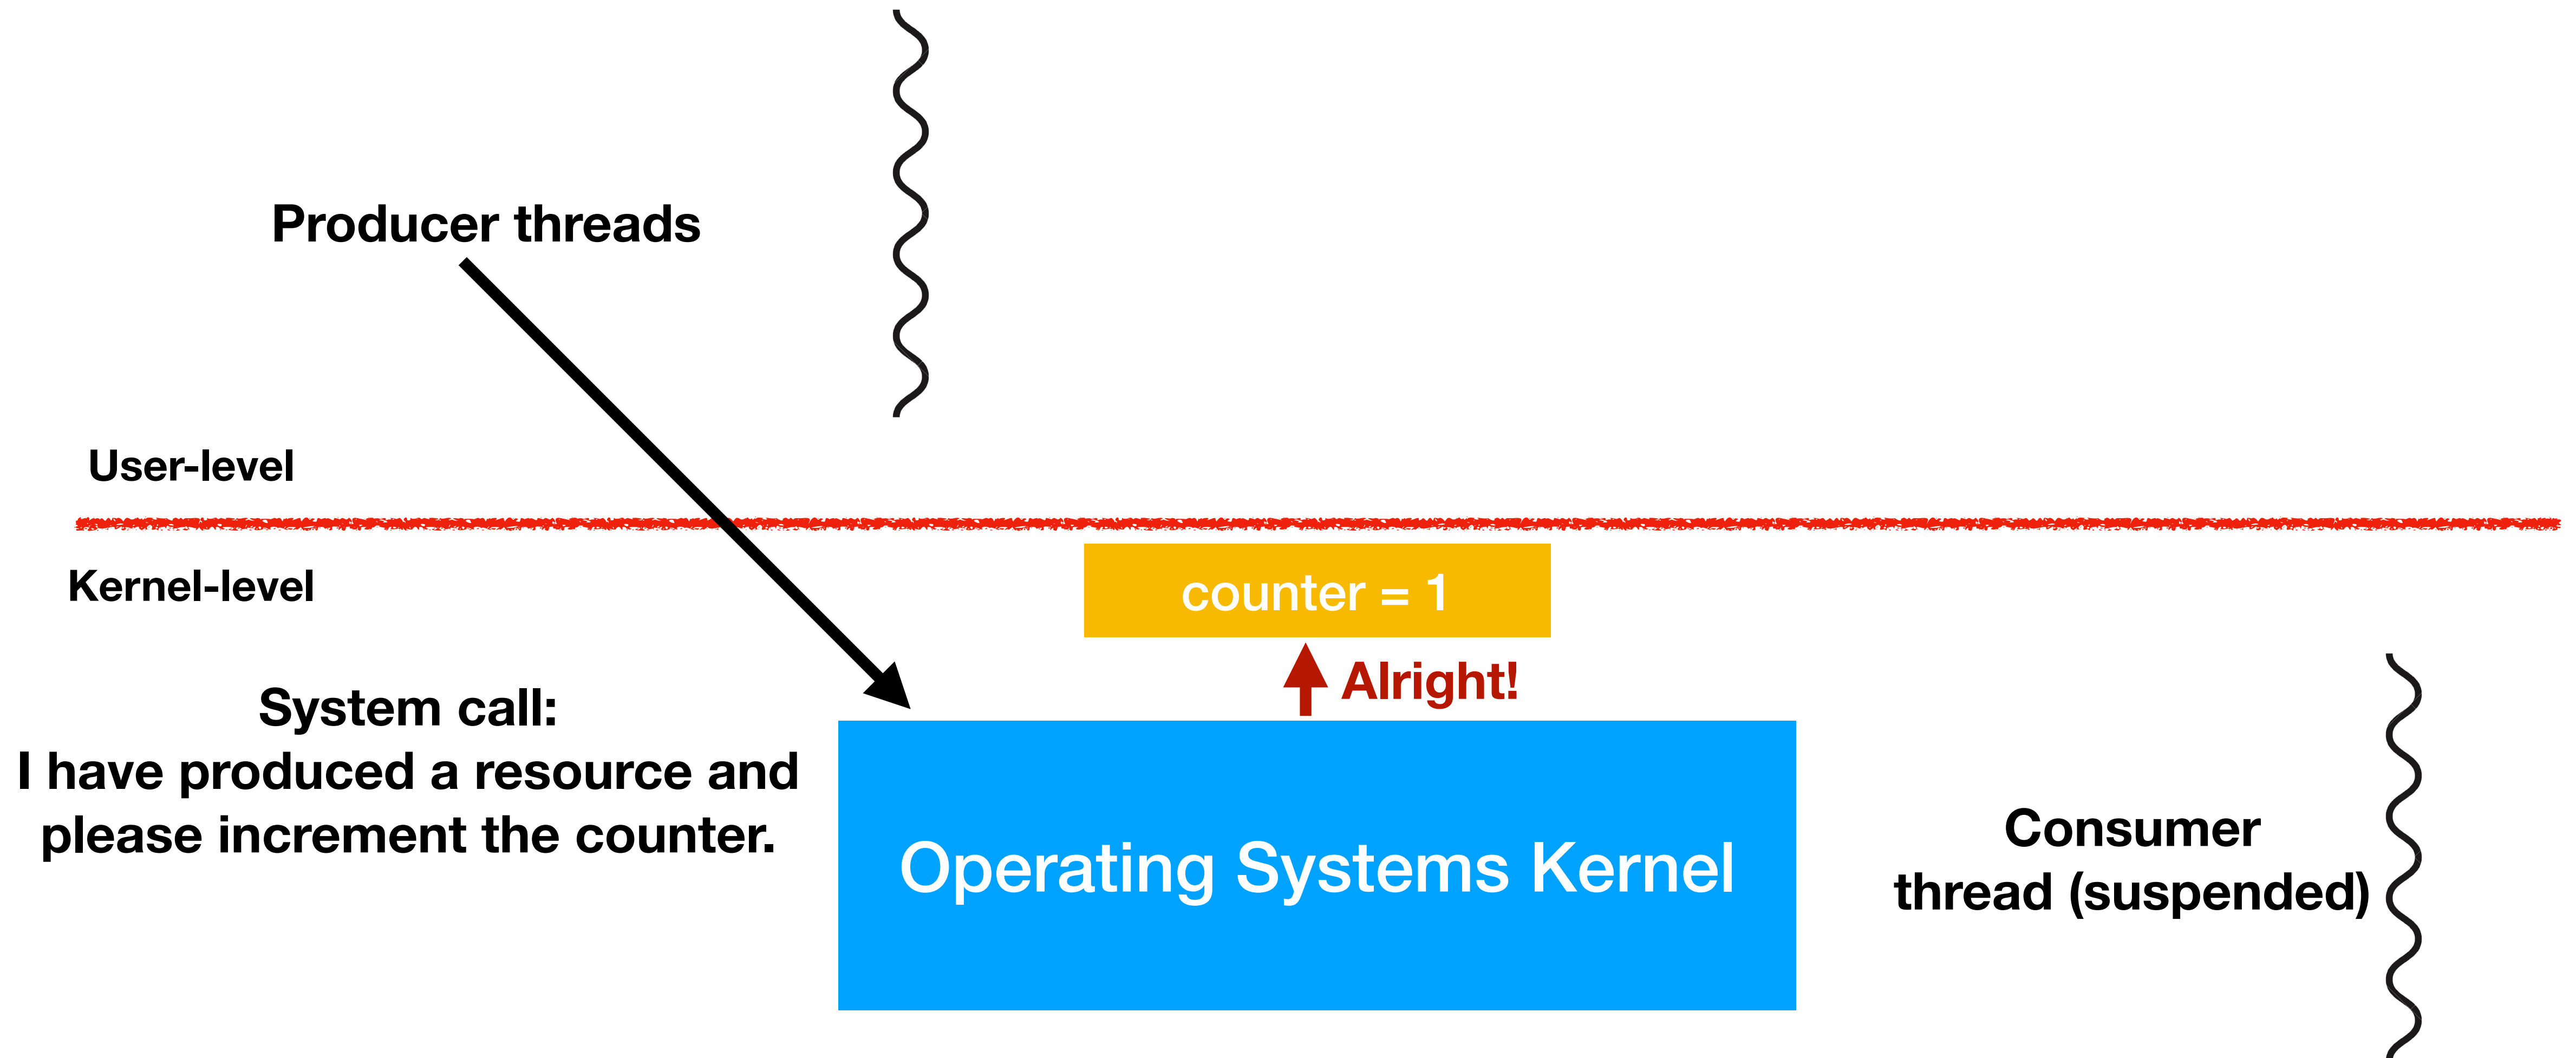 Producer threads
User-level
Kernel-level
counter = 1
Alright!
System call:
I have produced a resource and
please increment the counter.
Operating Systems Kernel
Consumer
thread (suspended)